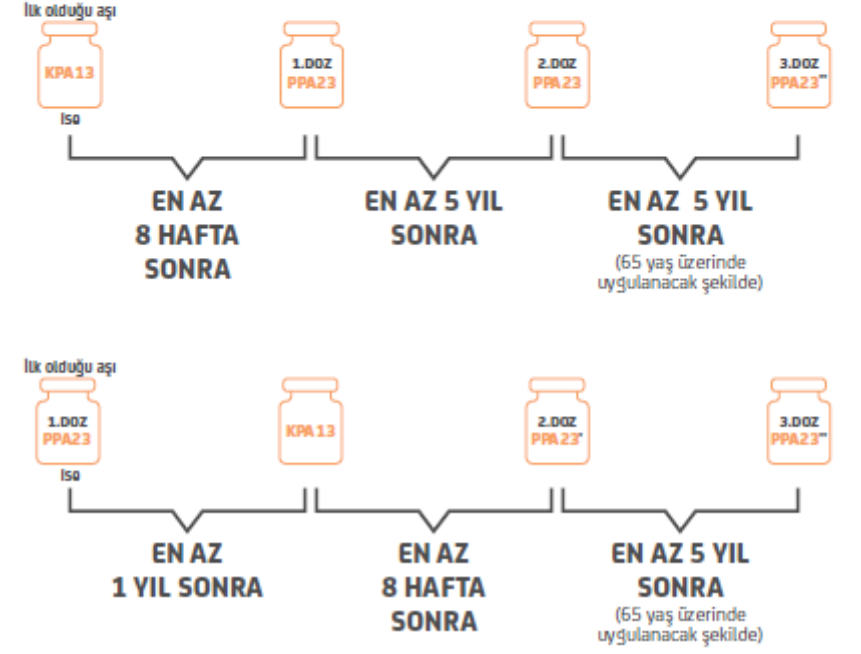 İlk olduğu aşı
KPA13
ise
1.DOZ
PPA23
2.DOZ
PPA23
3.DOZ
PPA23**
EN AZ
8 HAFTA
SONRA
EN AZ 5 YIL
SONRA
EN AZ 5 YIL
SONRA
(65 yaş üzerinde
uygulanacak şekilde)
İlk olduğu aşı
1.DOZ
PPA23
ise
KPA13
2.DOZ
PPA23*
3.DOZ
PPA23**
EN AZ
1 YIL SONRA
EN AZ
8 HAFTA
SONRA
EN AZ 5 YIL
SONRA
(65 yaş üzerinde
uygulanacak şekilde)